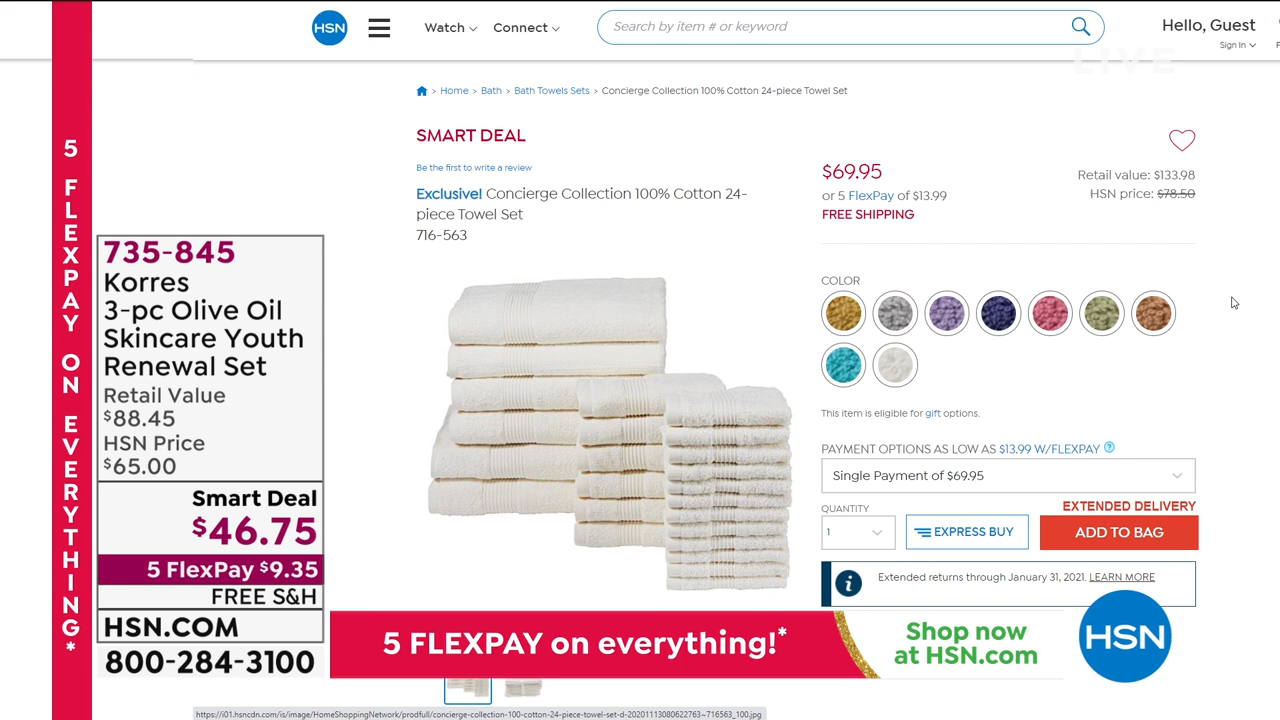 HSN
Watch
Connect
Search by item # or keyword
Hello, Guest
Sign In
LIVE
Home > Bath > Bath Towels Sets > Concierge Collection 100% Cotton 24-piece Towel Set
SMART DEAL
Be the first to write a review
Exclusive! Concierge Collection 100% Cotton 24-
piece Towel Set
716-563
$69.95
or 5 FlexPay of $13.99
FREE SHIPPING
Retail value: $133.98
HSN price: $78.50
COLOR
This item is eligible for gift options.
PAYMENT OPTIONS AS LOW AS $13.99 W/FLEXPAY ?
Single Payment of $69.95
EXTENDED DELIVERY
QUANTITY
1
EXPRESS BUY
ADD TO BAG
i
Extended returns through January 31, 2021. LEARN MORE
5 FLEXPAY ON EVERYTHING*
735-845
Korres
3-pc Olive Oil
Skincare Youth
Renewal Set
Retail Value
$88.45
HSN Price
$65.00
Smart Deal
$46.75
5 FlexPay $9.35
FREE S&H
HSN.COM
800-284-3100
5 FLEXPAY on everything!*
Shop now
at HSN.com
HSN
https://i01.hsncdn.com/is/image/HomeShoppingNetwork/prodfull/concierge-collection-100-cotton-24-piece-towel-set-d-20201113080622763~716563_100.jpg